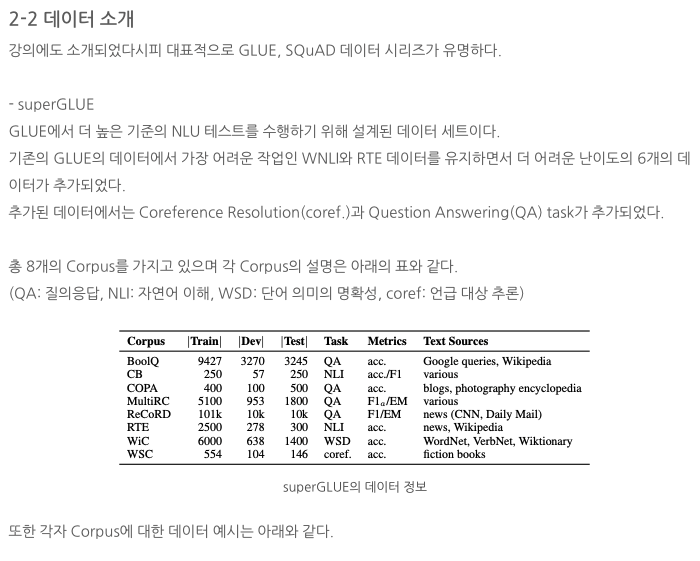 2-2 데이터 소개
강의에도 소개되었다시피 대표적으로 GLUE, SQuAD 데이터 시리즈가 유명하다.
- superGLUE
GLUE에서 더 높은 기준의 NLU 테스트를 수행하기 위해 설계된 데이터 세트이다.
기존의 GLUE의 데이터에서 가장 어려운 작업인 WNLI와 RTE 데이터를 유지하면서 더 어려운 난이도의 6개의 데
이터가 추가되었다.
추가된 데이터에서는 Coreference Resolution(coref.)과 Question Answering(QA) task가 추가되었다.
총 8개의 Corpus를 가지고 있으며 각 Corpus의 설명은 아래의 표와 같다.
(QA: 질의응답, NLI: 자연어 이해, WSD: 단어 의미의 명확성, coref: 언급 대상 추론)
Corpus |Train| |Dev| |Test| Task Metrics Text Sources
BoolQ 9427 3270 3245 QA acc. Google queries, Wikipedia
CB 250 57 250 NLI acc./F1 various
COPA 400 100 500 QA acc. blogs, photography encyclopedia
MultiRC 5100 953 1800 QA F1ₐ/EM various
ReCoRD 101k 10k 10k QA F1/EM news (CNN, Daily Mail)
RTE 2500 278 300 NLI acc. news, Wikipedia
WiC 6000 638 1400 WSD acc. WordNet, VerbNet, Wiktionary
WSC 554 104 146 coref. acc. fiction books
superGLUE의 데이터 정보
또한 각자 Corpus에 대한 데이터 예시는 아래와 같다.